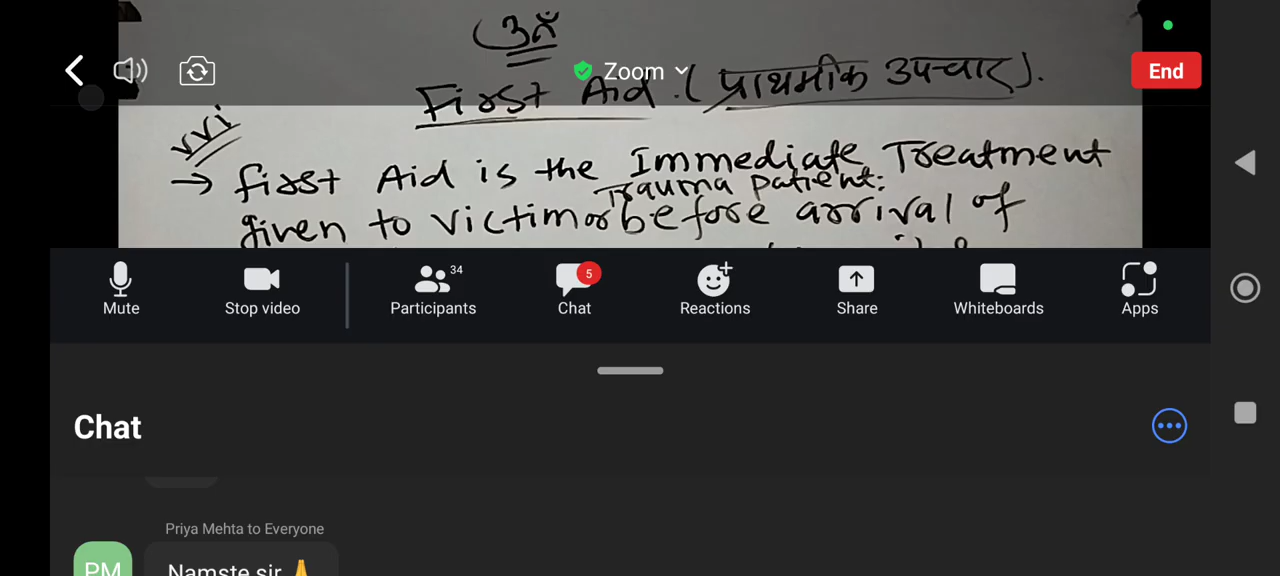 ॐ
Zoom
End
First Aid. (प्राथमीक उपचार).
vvi
→ first Aid is the Immediate Treatment
Trauma patient.
given to victim or before arrival of
Mute
Stop video
Participants 34
Chat 5
Reactions
Share
Whiteboards
Apps
Chat
Priya Mehta to Everyone
PM
Namste sir 🙏